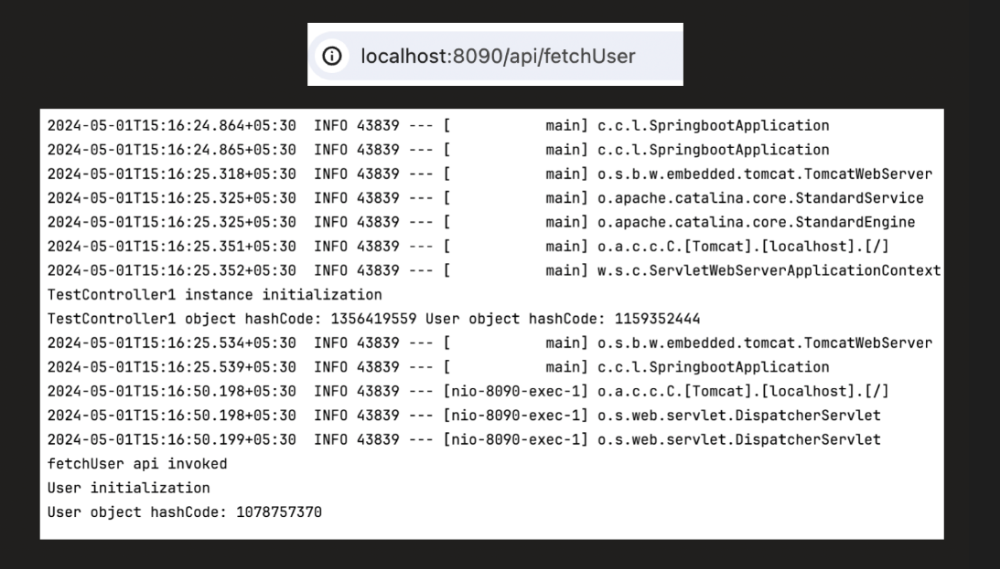 localhost:8090/api/fetchUser
2024-05-01T15:16:24.864+05:30  INFO 43839 --- [           main] c.c.l.SpringbootApplication
2024-05-01T15:16:24.865+05:30  INFO 43839 --- [           main] c.c.l.SpringbootApplication
2024-05-01T15:16:25.318+05:30  INFO 43839 --- [           main] o.s.b.w.embedded.tomcat.TomcatWebServer
2024-05-01T15:16:25.325+05:30  INFO 43839 --- [           main] o.apache.catalina.core.StandardService
2024-05-01T15:16:25.325+05:30  INFO 43839 --- [           main] o.apache.catalina.core.StandardEngine
2024-05-01T15:16:25.351+05:30  INFO 43839 --- [           main] o.a.c.c.C.[Tomcat].[localhost].[/]
2024-05-01T15:16:25.352+05:30  INFO 43839 --- [           main] w.s.c.ServletWebServerApplicationContext
TestController1 instance initialization
TestController1 object hashCode: 1356419559 User object hashCode: 1159352444
2024-05-01T15:16:25.534+05:30  INFO 43839 --- [           main] o.s.b.w.embedded.tomcat.TomcatWebServer
2024-05-01T15:16:25.539+05:30  INFO 43839 --- [           main] c.c.l.SpringbootApplication
2024-05-01T15:16:50.198+05:30  INFO 43839 --- [nio-8090-exec-1] o.a.c.c.C.[Tomcat].[localhost].[/]
2024-05-01T15:16:50.198+05:30  INFO 43839 --- [nio-8090-exec-1] o.s.web.servlet.DispatcherServlet
2024-05-01T15:16:50.199+05:30  INFO 43839 --- [nio-8090-exec-1] o.s.web.servlet.DispatcherServlet
fetchUser api invoked
User initialization
User object hashCode: 1078757370